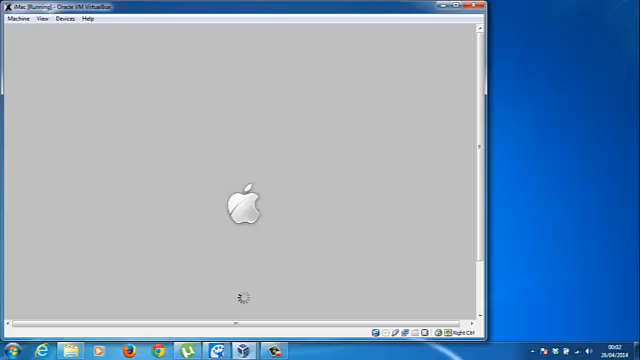 iMac [Running] - Oracle VM VirtualBox
Machine View Devices Help
Right Ctrl
00:02
26/04/2014